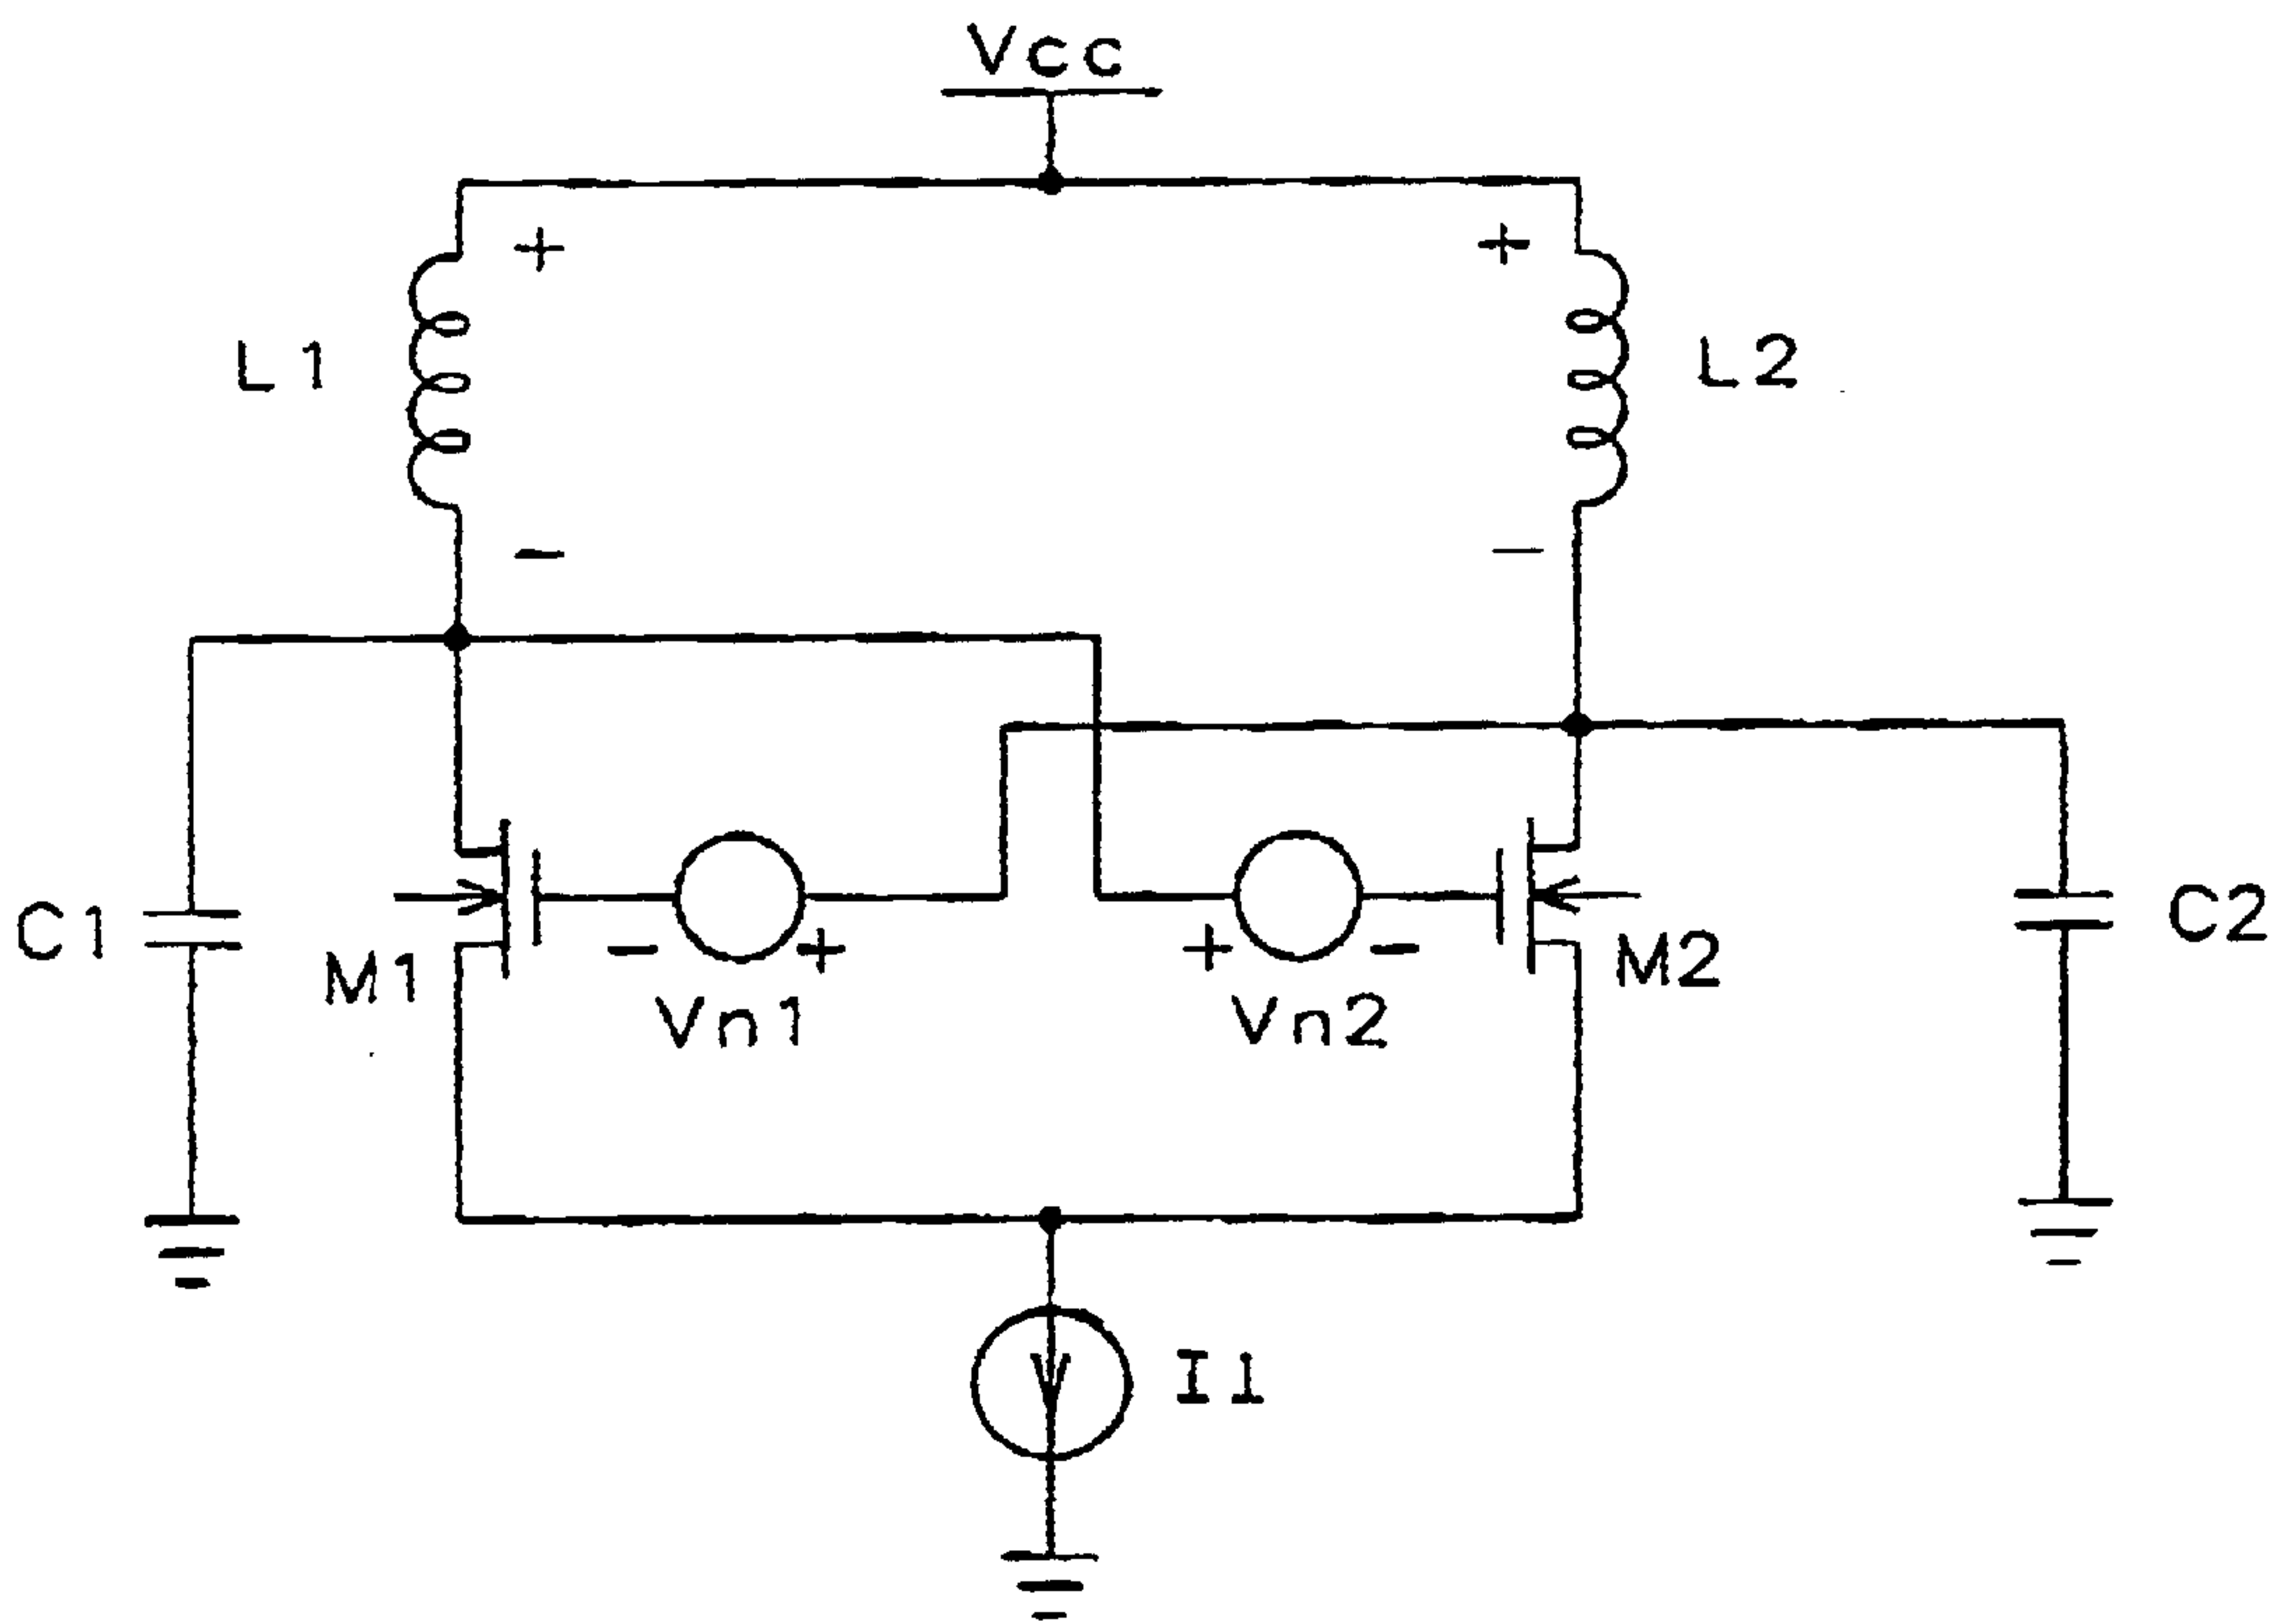 Vcc
+ +
L1 L2
- -
C1 M1 - + + - M2 C2
Vn1 Vn2
I1